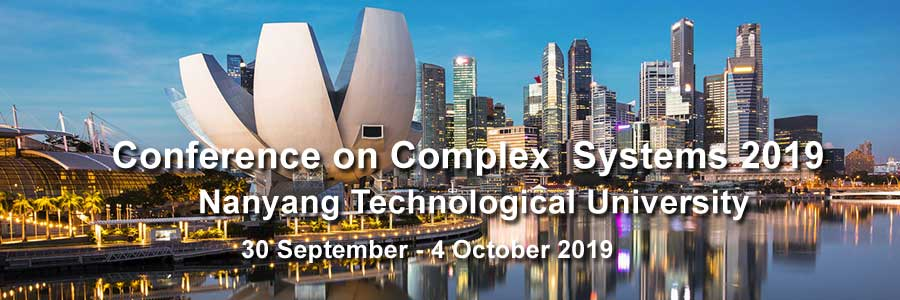 Conference on Complex Systems 2019
Nanyang Technological University
30 September - 4 October 2019